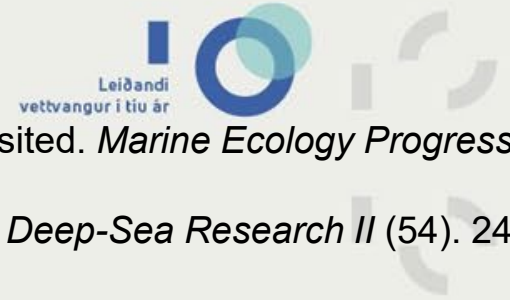 Leiðandi
vettvangur í tíu ár
sited. Marine Ecology Progress
Deep-Sea Research II (54). 24